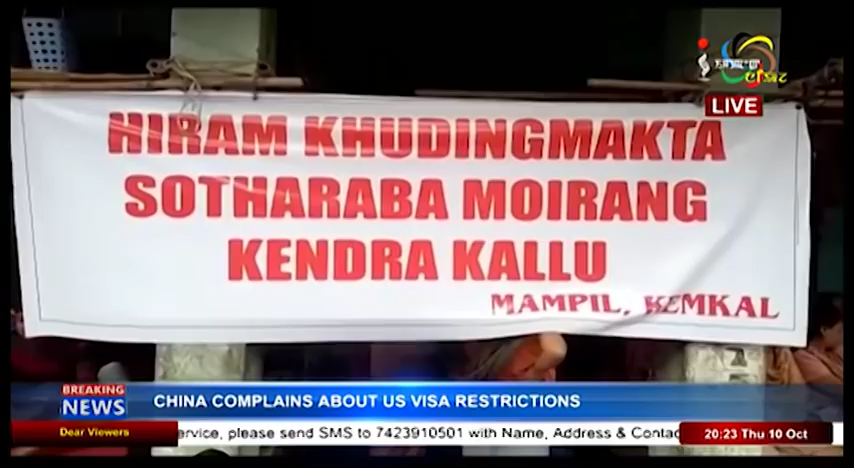 LIVE
HIRAM KHUDINGMAKTA
SOTHARABA MOIRANG
KENDRA KALLU
MAMPIL, KEMKAL
BREAKING
NEWS
CHINA COMPLAINS ABOUT US VISA RESTRICTIONS
Dear Viewers
ervice, please send SMS to 7423910501 with Name, Address & Contac
20:23 Thu 10 Oct